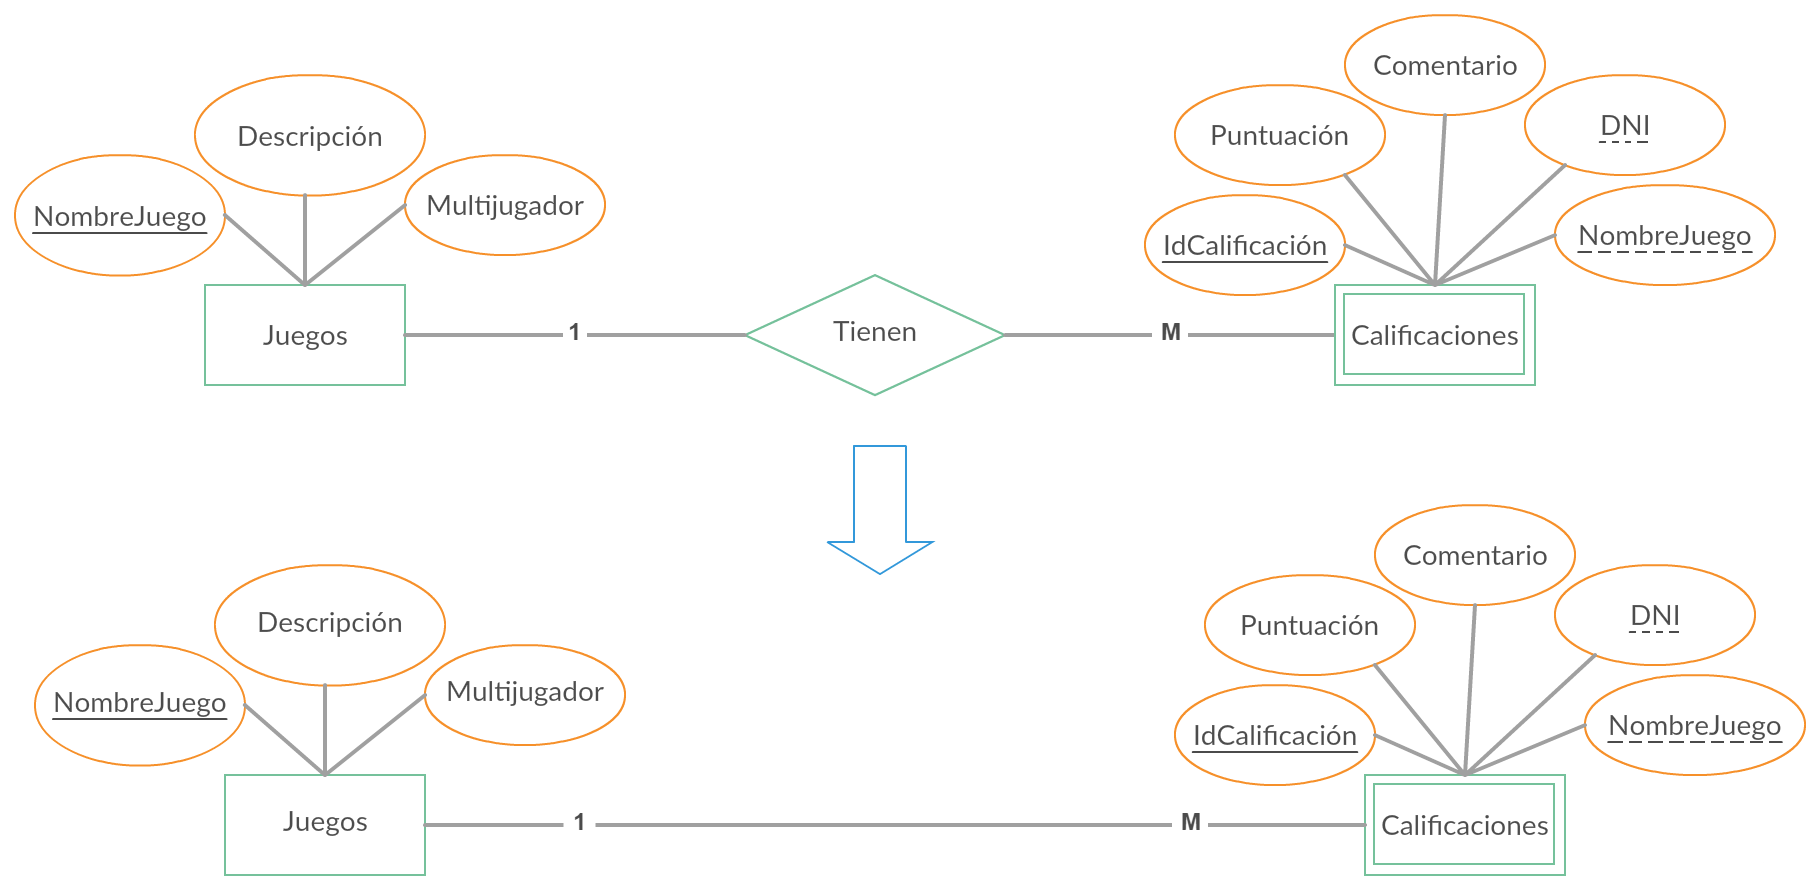 Comentario
DNI
Descripción
Puntuación
Multijugador
NombreJuego
NombreJuego
IdCalificación
Juegos
1
Tienen
M
Calificaciones
Comentario
DNI
Descripción
Puntuación
Multijugador
NombreJuego
NombreJuego
IdCalificación
Juegos
1
M
Calificaciones